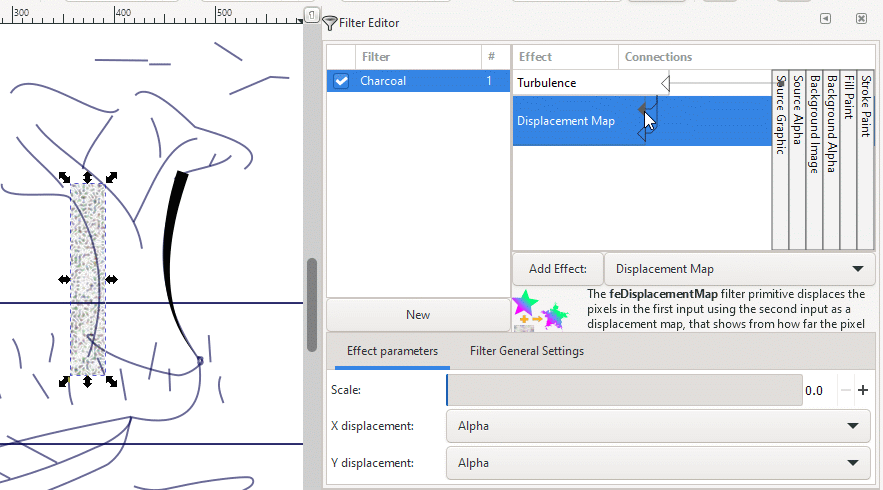 300
400
500
Filter Editor
Filter
#
Effect
Connections
Charcoal
1
Turbulence
Displacement Map
Source Graphic
Source Alpha
Background Image
Background Alpha
Fill Paint
Stroke Paint
Add Effect:
Displacement Map
The feDisplacementMap filter primitive displaces the
pixels in the first input using the second input as a
displacement map, that shows from how far the pixel
New
Effect parameters
Filter General Settings
Scale:
0.0
X displacement:
Alpha
Y displacement:
Alpha